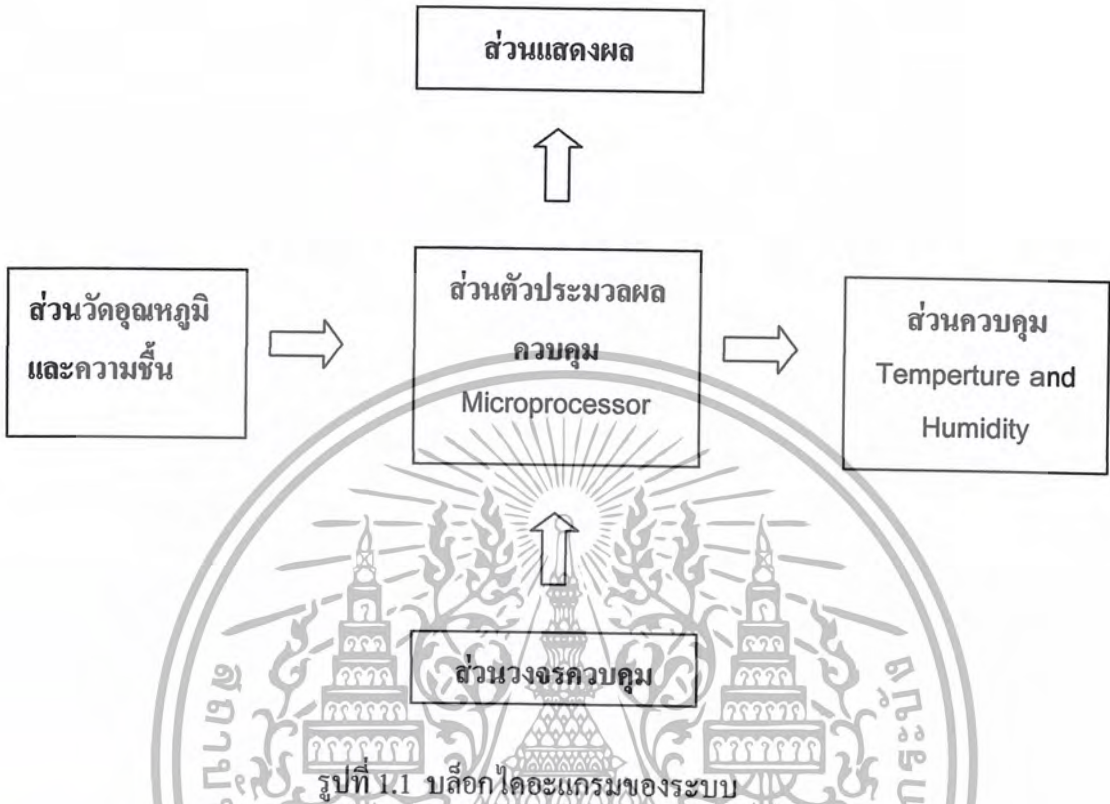 ส่วนแสดงผล
ส่วนวัดอุณหภูมิ
และความชื้น
ส่วนตัวประมวลผล
ควบคุม
Microprocessor
ส่วนควบคุม
Temperture and
Humidity
ส่วนวงจรควบคุม
รูปที่ 1.1 บล็อกไดอะแกรมของระบบ